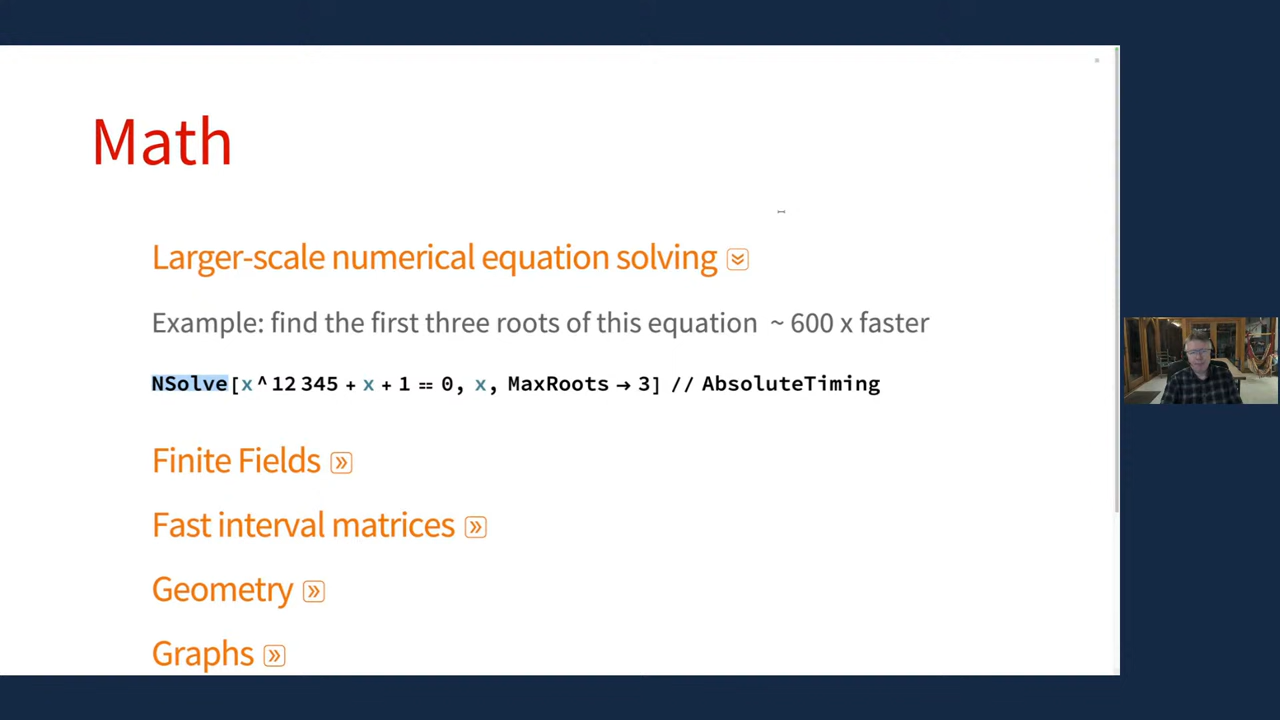 Math
Larger-scale numerical equation solving
Example: find the first three roots of this equation ~ 600 x faster
NSolve[x^12 345 + x + 1 == 0, x, MaxRoots → 3] // AbsoluteTiming
Finite Fields
Fast interval matrices
Geometry
Graphs